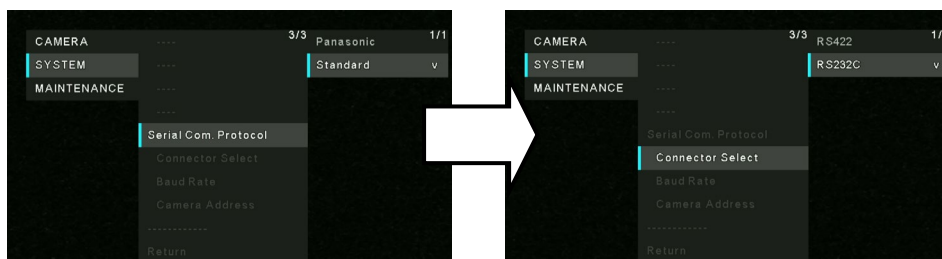 CAMERA
SYSTEM
MAINTENANCE
----
----
----
----
Serial Com. Protocol
Connector Select
Baud Rate
Camera Address
------------
Return
3/3
Panasonic
1/1
Standard
v
CAMERA
SYSTEM
MAINTENANCE
----
----
----
----
Serial Com. Protocol
Connector Select
Baud Rate
Camera Address
------------
Return
3/3
RS422
1/
RS232C
v